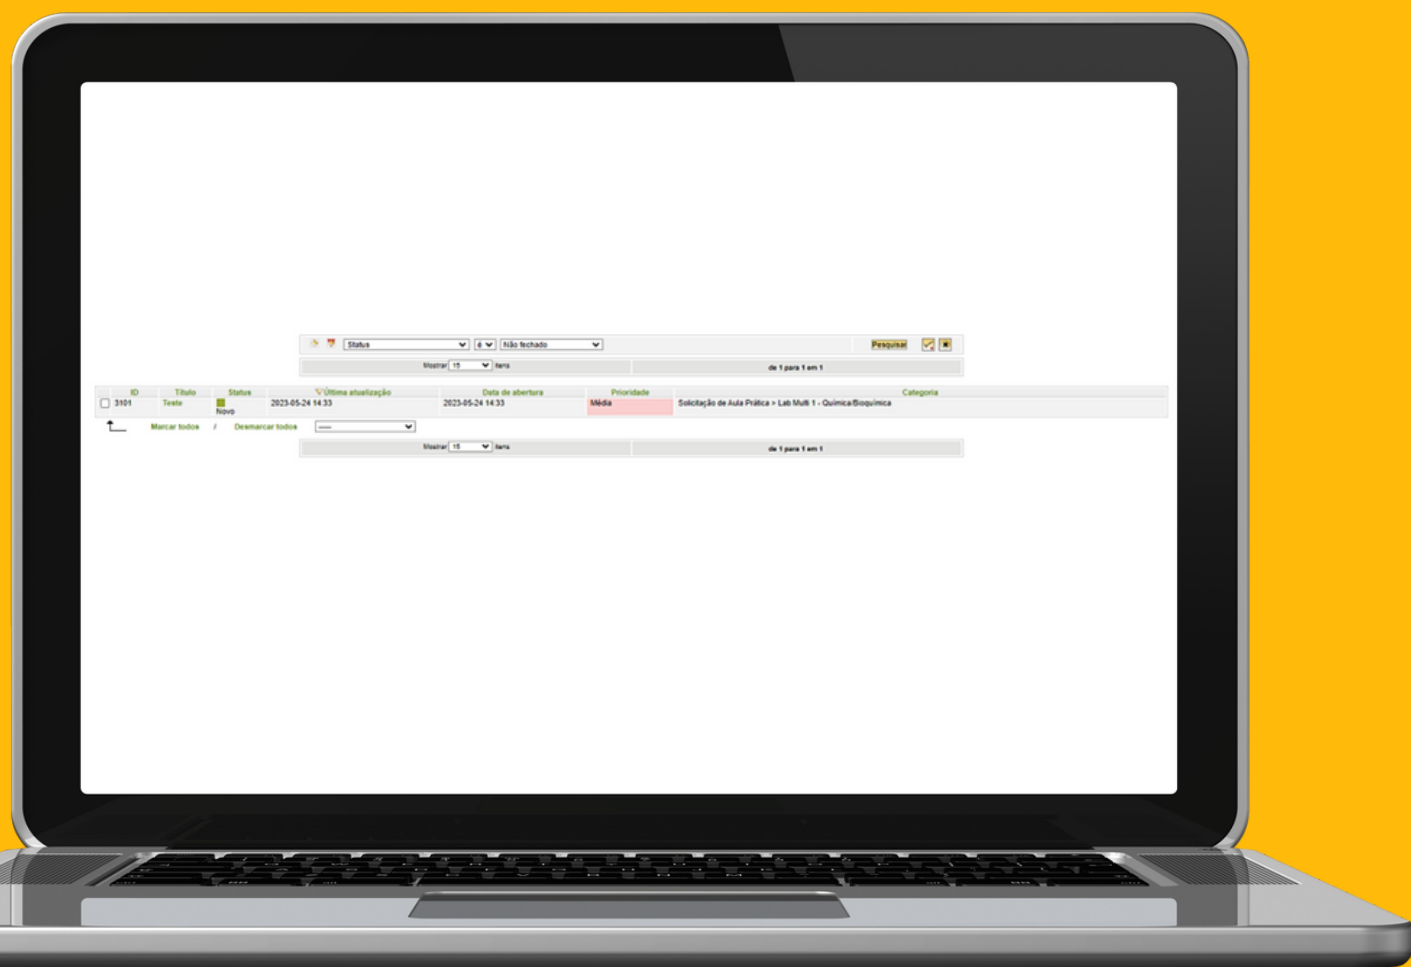 Status é Não fechado Pesquisar
Mostrar 15 itens de 1 para 1 em 1
ID Título Status Última atualização Data de abertura Prioridade Categoria
3101 Teste Novo 2023-05-24 14:33 2023-05-24 14:33 Média Solicitação de Aula Prática > Lab Multi 1 - Química/Bioquímica
Marcar todos / Desmarcar todos -----
Mostrar 15 itens de 1 para 1 em 1